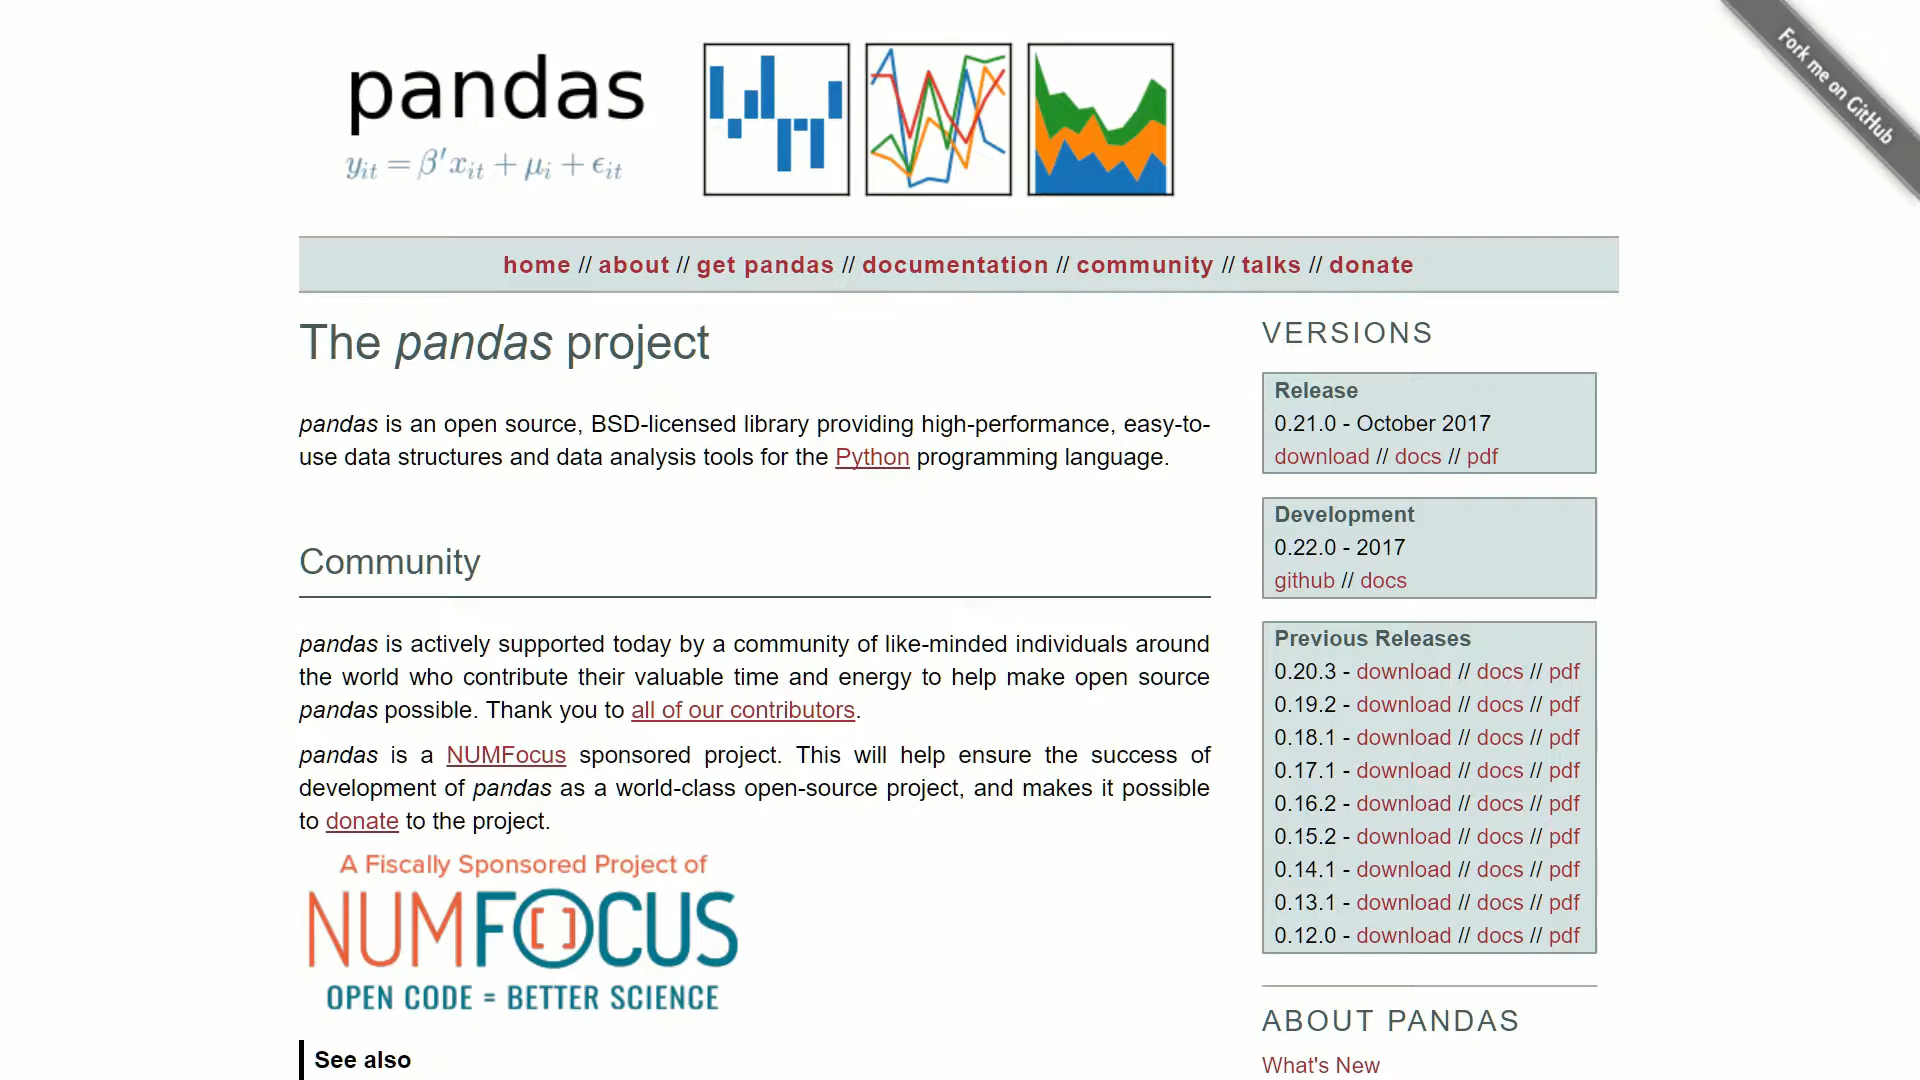 pandas
y_it = β′x_it + μ_i + ϵ_it
Fork me on GitHub
home // about // get pandas // documentation // community // talks // donate
The pandas project
pandas is an open source, BSD-licensed library providing high-performance, easy-to-
use data structures and data analysis tools for the Python programming language.
Community
pandas is actively supported today by a community of like-minded individuals around
the world who contribute their valuable time and energy to help make open source
pandas possible. Thank you to all of our contributors.
pandas is a NUMFocus sponsored project. This will help ensure the success of
development of pandas as a world-class open-source project, and makes it possible
to donate to the project.
A Fiscally Sponsored Project of
NUMFOCUS
OPEN CODE = BETTER SCIENCE
See also
VERSIONS
Release
0.21.0 - October 2017
download // docs // pdf
Development
0.22.0 - 2017
github // docs
Previous Releases
0.20.3 - download // docs // pdf
0.19.2 - download // docs // pdf
0.18.1 - download // docs // pdf
0.17.1 - download // docs // pdf
0.16.2 - download // docs // pdf
0.15.2 - download // docs // pdf
0.14.1 - download // docs // pdf
0.13.1 - download // docs // pdf
0.12.0 - download // docs // pdf
ABOUT PANDAS
What's New